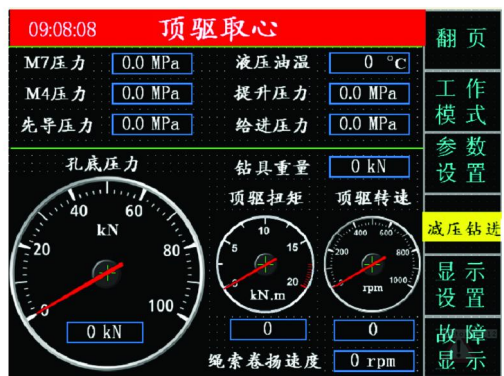 09:08:08 顶驱取心 翻页
M7压力 0.0 MPa 液压油温 0 °C
M4压力 0.0 MPa 提升压力 0.0 MPa 工作模式
先导压力 0.0 MPa 给进压力 0.0 MPa
参数设置
孔底压力 钻具重量 0 kN
顶驱扭矩 顶驱转速
减压钻进
0 20 40 60 80 100 kN
0 5 10 15 20 kN.m
0 200 400 600 800 1000 rpm
显示设置
0 kN 0 0
绳索卷扬速度 0 rpm
故障显示